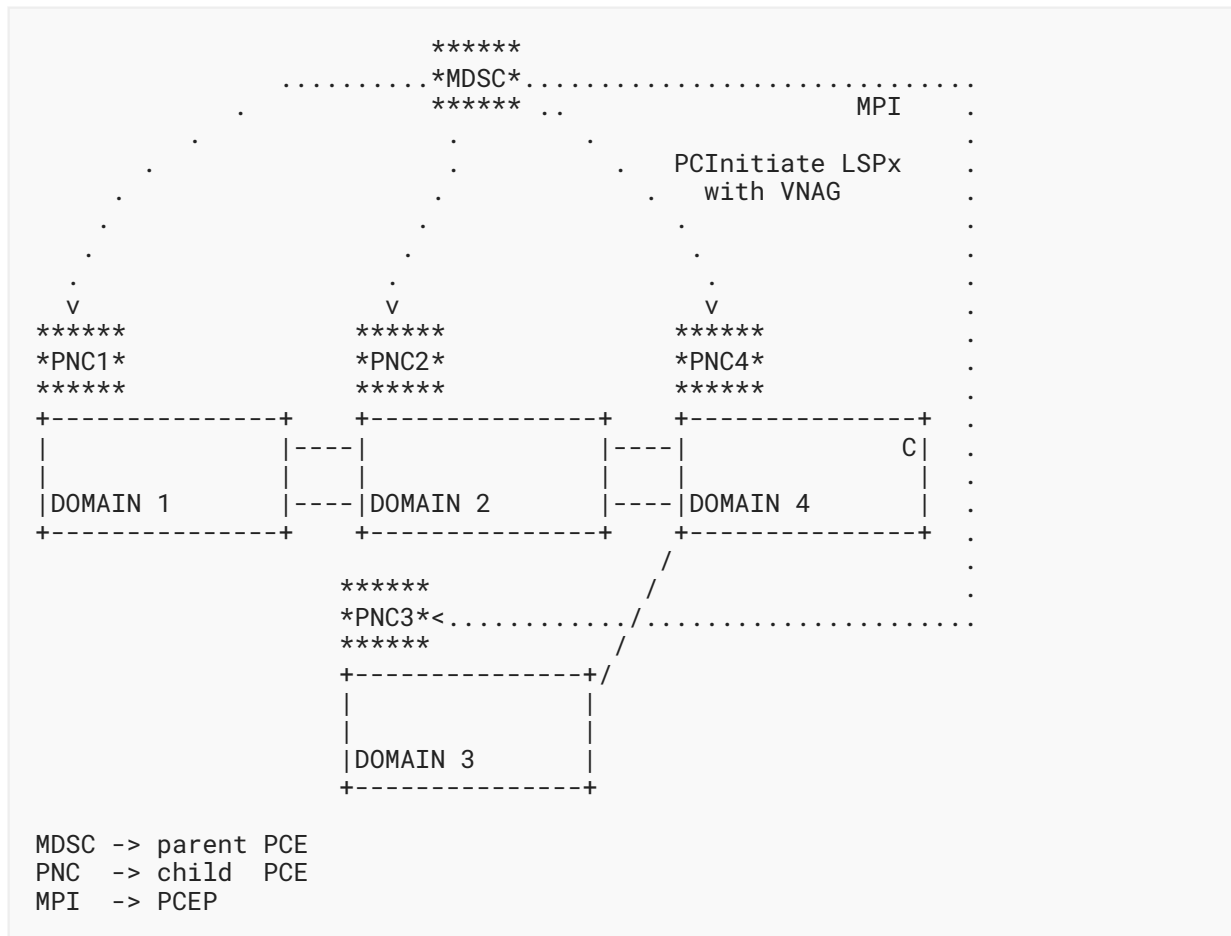 ******
..........*MDSC*..............................
. ****** .. MPI .
. . . .
. . . PCInitiate LSPx .
. . . with VNAG .
. . . .
. . . .
. . . .
v v v .
****** ****** ****** .
*PNC1* *PNC2* *PNC4* .
****** ****** ****** .
+---------------+ +---------------+ +---------------+ .
| |----| |----| C| .
| | | | | | .
|DOMAIN 1 |----|DOMAIN 2 |----|DOMAIN 4 | .
+---------------+ +---------------+ +---------------+ .
/ .
****** / .
*PNC3*<............/......................
****** /
+---------------+/
| |
| |
|DOMAIN 3 |
+---------------+
MDSC -> parent PCE
PNC -> child PCE
MPI -> PCEP